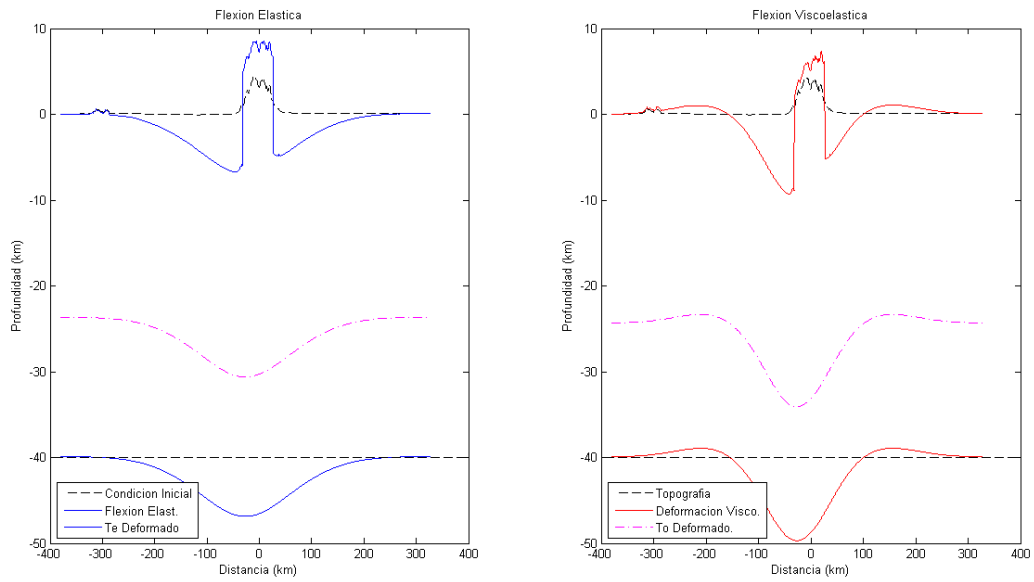 Flexion Elastica
10
0
-10
-20
-30
-40
-50
-400
-300
-200
-100
0
100
200
300
400
Profundidad (km)
Distancia (km)
Condicion Inicial
Flexion Elast.
Te Deformado
Flexion Viscoelastica
10
0
-10
-20
-30
-40
-50
-400
-300
-200
-100
0
100
200
300
400
Profundidad (km)
Distancia (km)
Topografia
Deformacion Visco.
To Deformado.